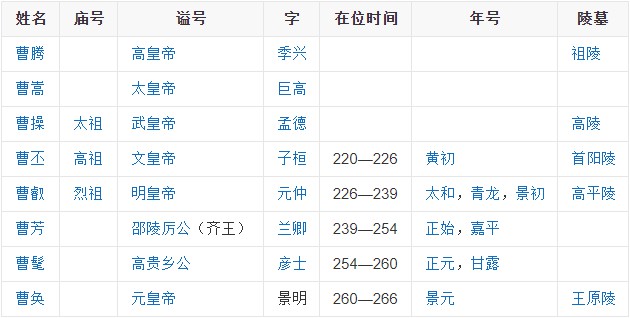 姓名 庙号 谥号 字 在位时间 年号 陵墓
曹腾 高皇帝 季兴 祖陵
曹嵩 太皇帝 巨高
曹操 太祖 武皇帝 孟德 高陵
曹丕 高祖 文皇帝 子桓 220—226 黄初 首阳陵
曹叡 烈祖 明皇帝 元仲 226—239 太和，青龙，景初 高平陵
曹芳 邵陵厉公（齐王） 兰卿 239—254 正始，嘉平
曹髦 高贵乡公 彦士 254—260 正元，甘露
曹奂 元皇帝 景明 260—266 景元 王原陵